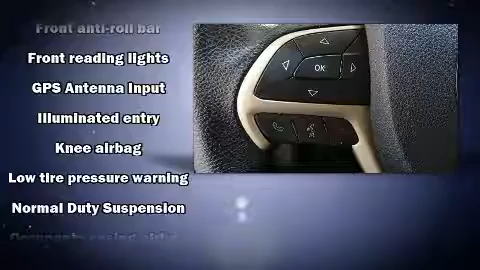 Front anti-roll bar
Front reading lights
GPS Antenna Input
Illuminated entry
Knee airbag
Low tire pressure warning
Normal Duty Suspension
OK